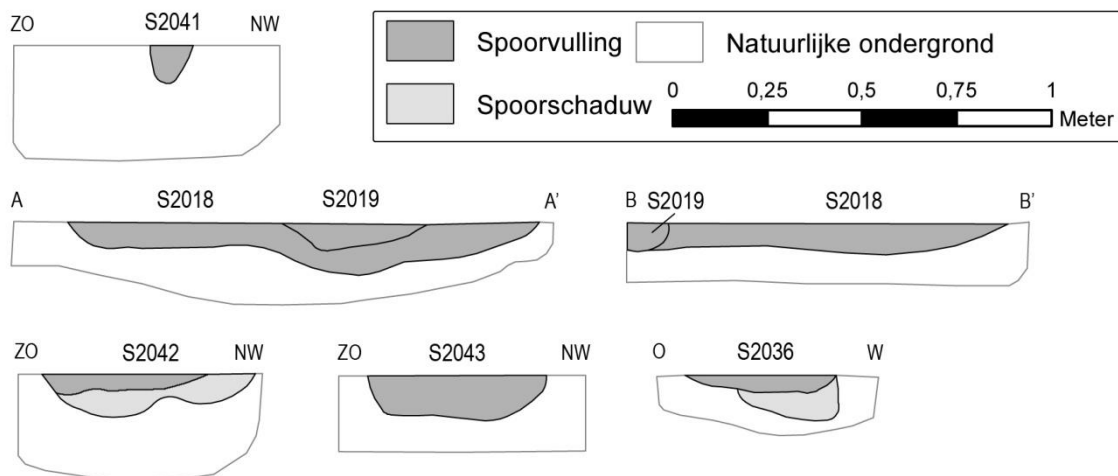 ZO S2041 NW
Spoorvulling Natuurlijke ondergrond
Spoorschaduw
0 0,25 0,5 0,75 1
Meter
A S2018 S2019 A'
B S2019 S2018 B'
ZO S2042 NW
ZO S2043 NW
O S2036 W